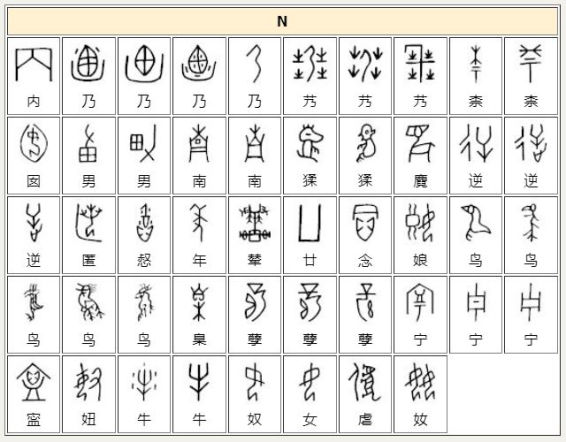 N
内 乃 乃 乃 乃 艿 艿 艿 柰 柰
囡 男 男 南 南 猱 猱 麑 逆 逆
逆 匿 惄 年 辇 廿 念 娘 鸟 鸟
鸟 鸟 鸟 臬 孽 孽 孽 宁 宁 宁
寍 妞 牛 牛 奴 女 虐 奻